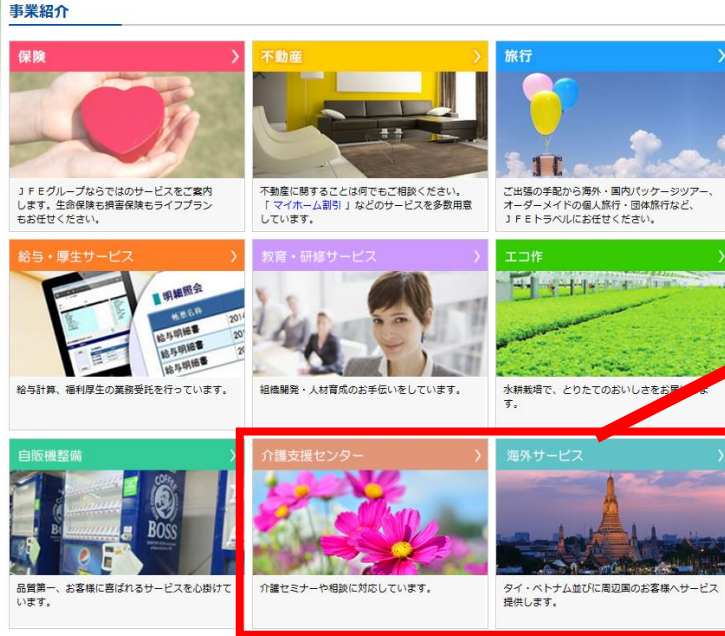 事業紹介
保険
不動産
旅行
JFEグループならではのサービスをご案内
します。生命保険も損害保険もライフプラン
もお任せください。
不動産に関することは何でもご相談ください。
「マイホーム割引「 などのサービスを多数用意
しています。
ご出張の手配から海外・国内パッケージツアー、
オーダーメイドの個人旅行・団体旅行など、
JFEトラベルにお任せください。
給与・厚生サービス
教育・研修サービス
エコ作
明細照会
帳票名称
2014
給与明細書
201
給与明細書
20
給与明細書
給与計算、福利厚生の業務受託を行っています。
組織開発・人材育成のお手伝いをしています。
水耕栽培で、とりたてのおいしさをお
す。
自販機整備
介護支援センター
海外サービス
COFFEE
BOSS
品質第一、お客様に喜ばれるサービスを心掛けて
います。
介護セミナーや相談に対応しています。
タイ・ベトナム並びに周辺国のお客様へサービス
提供します。